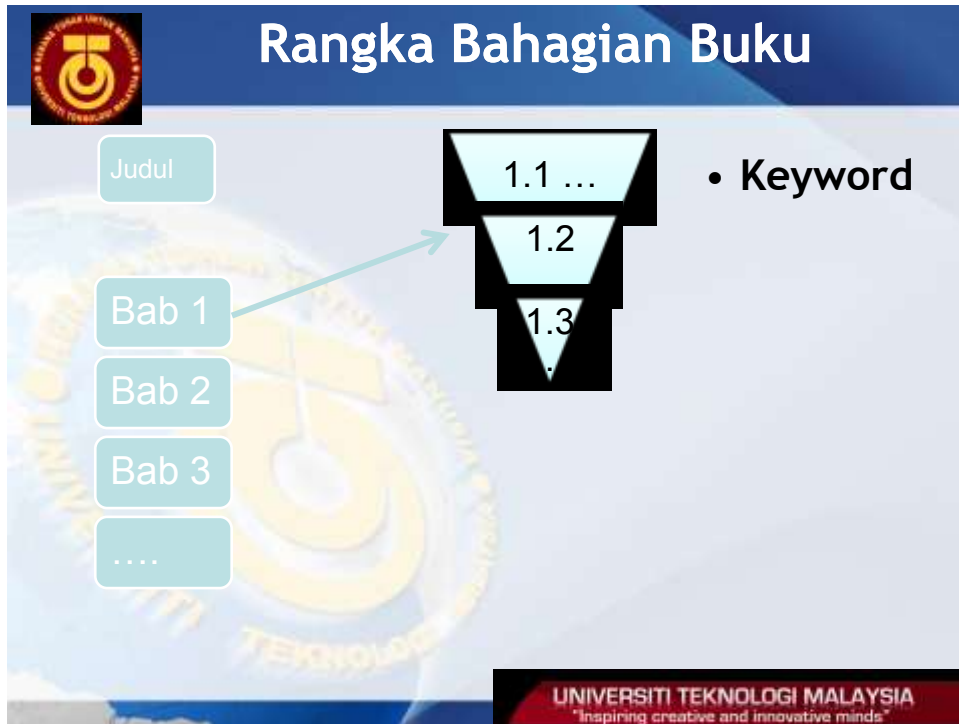 Rangka Bahagian Buku
Judul
Bab 1
Bab 2
Bab 3
....
1.1 ...
1.2
1.3
.
• Keyword
UNIVERSITI TEKNOLOGI MALAYSIA
"Inspiring creative and innovative minds"